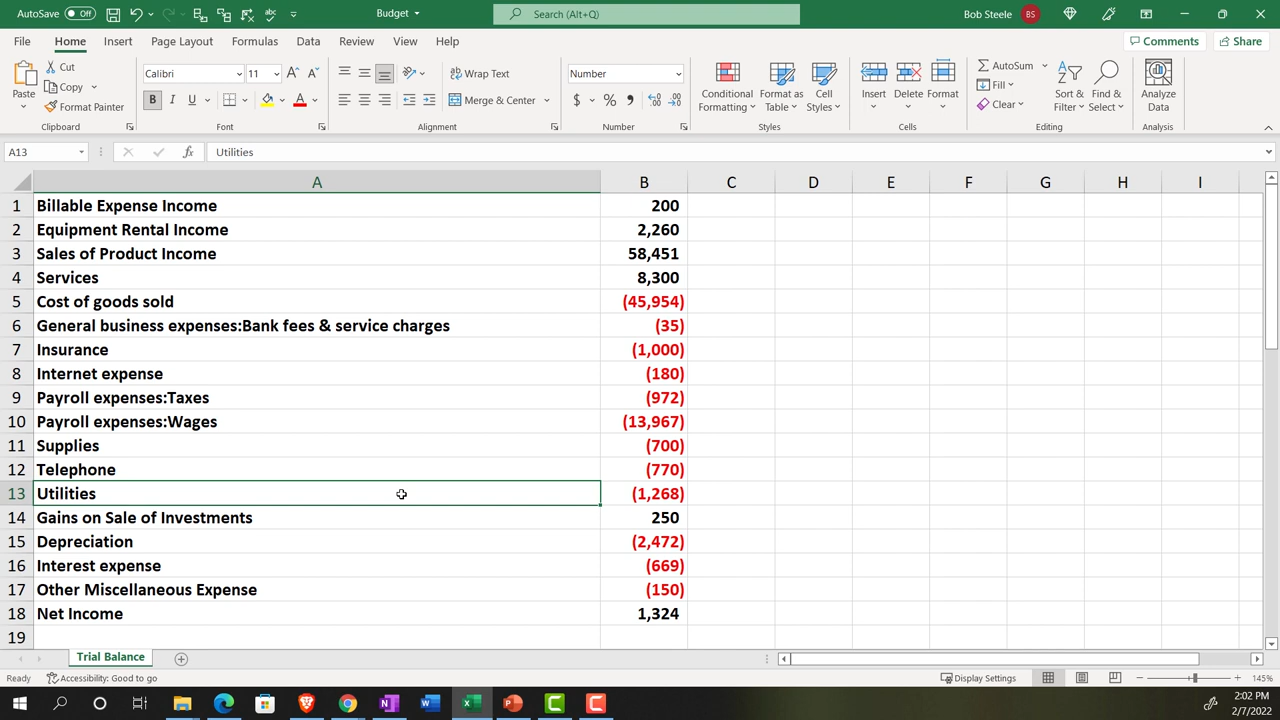 AutoSave Off Budget Search (Alt+Q) Bob Steele BS
File Home Insert Page Layout Formulas Data Review View Help Comments Share
Paste Cut Copy Format Painter Clipboard
Calibri 11 B I U A Font
Wrap Text Merge & Center Alignment
Number $ % , Number
Conditional Formatting Format as Table Cell Styles Styles
Insert Delete Format Cells
AutoSum Fill Clear Sort & Filter Find & Select Editing
Analyze Data Analysis
A13 fx Utilities
A B C D E F G H I
1 Billable Expense Income 200
2 Equipment Rental Income 2,260
3 Sales of Product Income 58,451
4 Services 8,300
5 Cost of goods sold (45,954)
6 General business expenses:Bank fees & service charges (35)
7 Insurance (1,000)
8 Internet expense (180)
9 Payroll expenses:Taxes (972)
10 Payroll expenses:Wages (13,967)
11 Supplies (700)
12 Telephone (770)
13 Utilities (1,268)
14 Gains on Sale of Investments 250
15 Depreciation (2,472)
16 Interest expense (669)
17 Other Miscellaneous Expense (150)
18 Net Income 1,324
19
Trial Balance
Ready Accessibility: Good to go Display Settings 145%
2:02 PM
2/7/2022